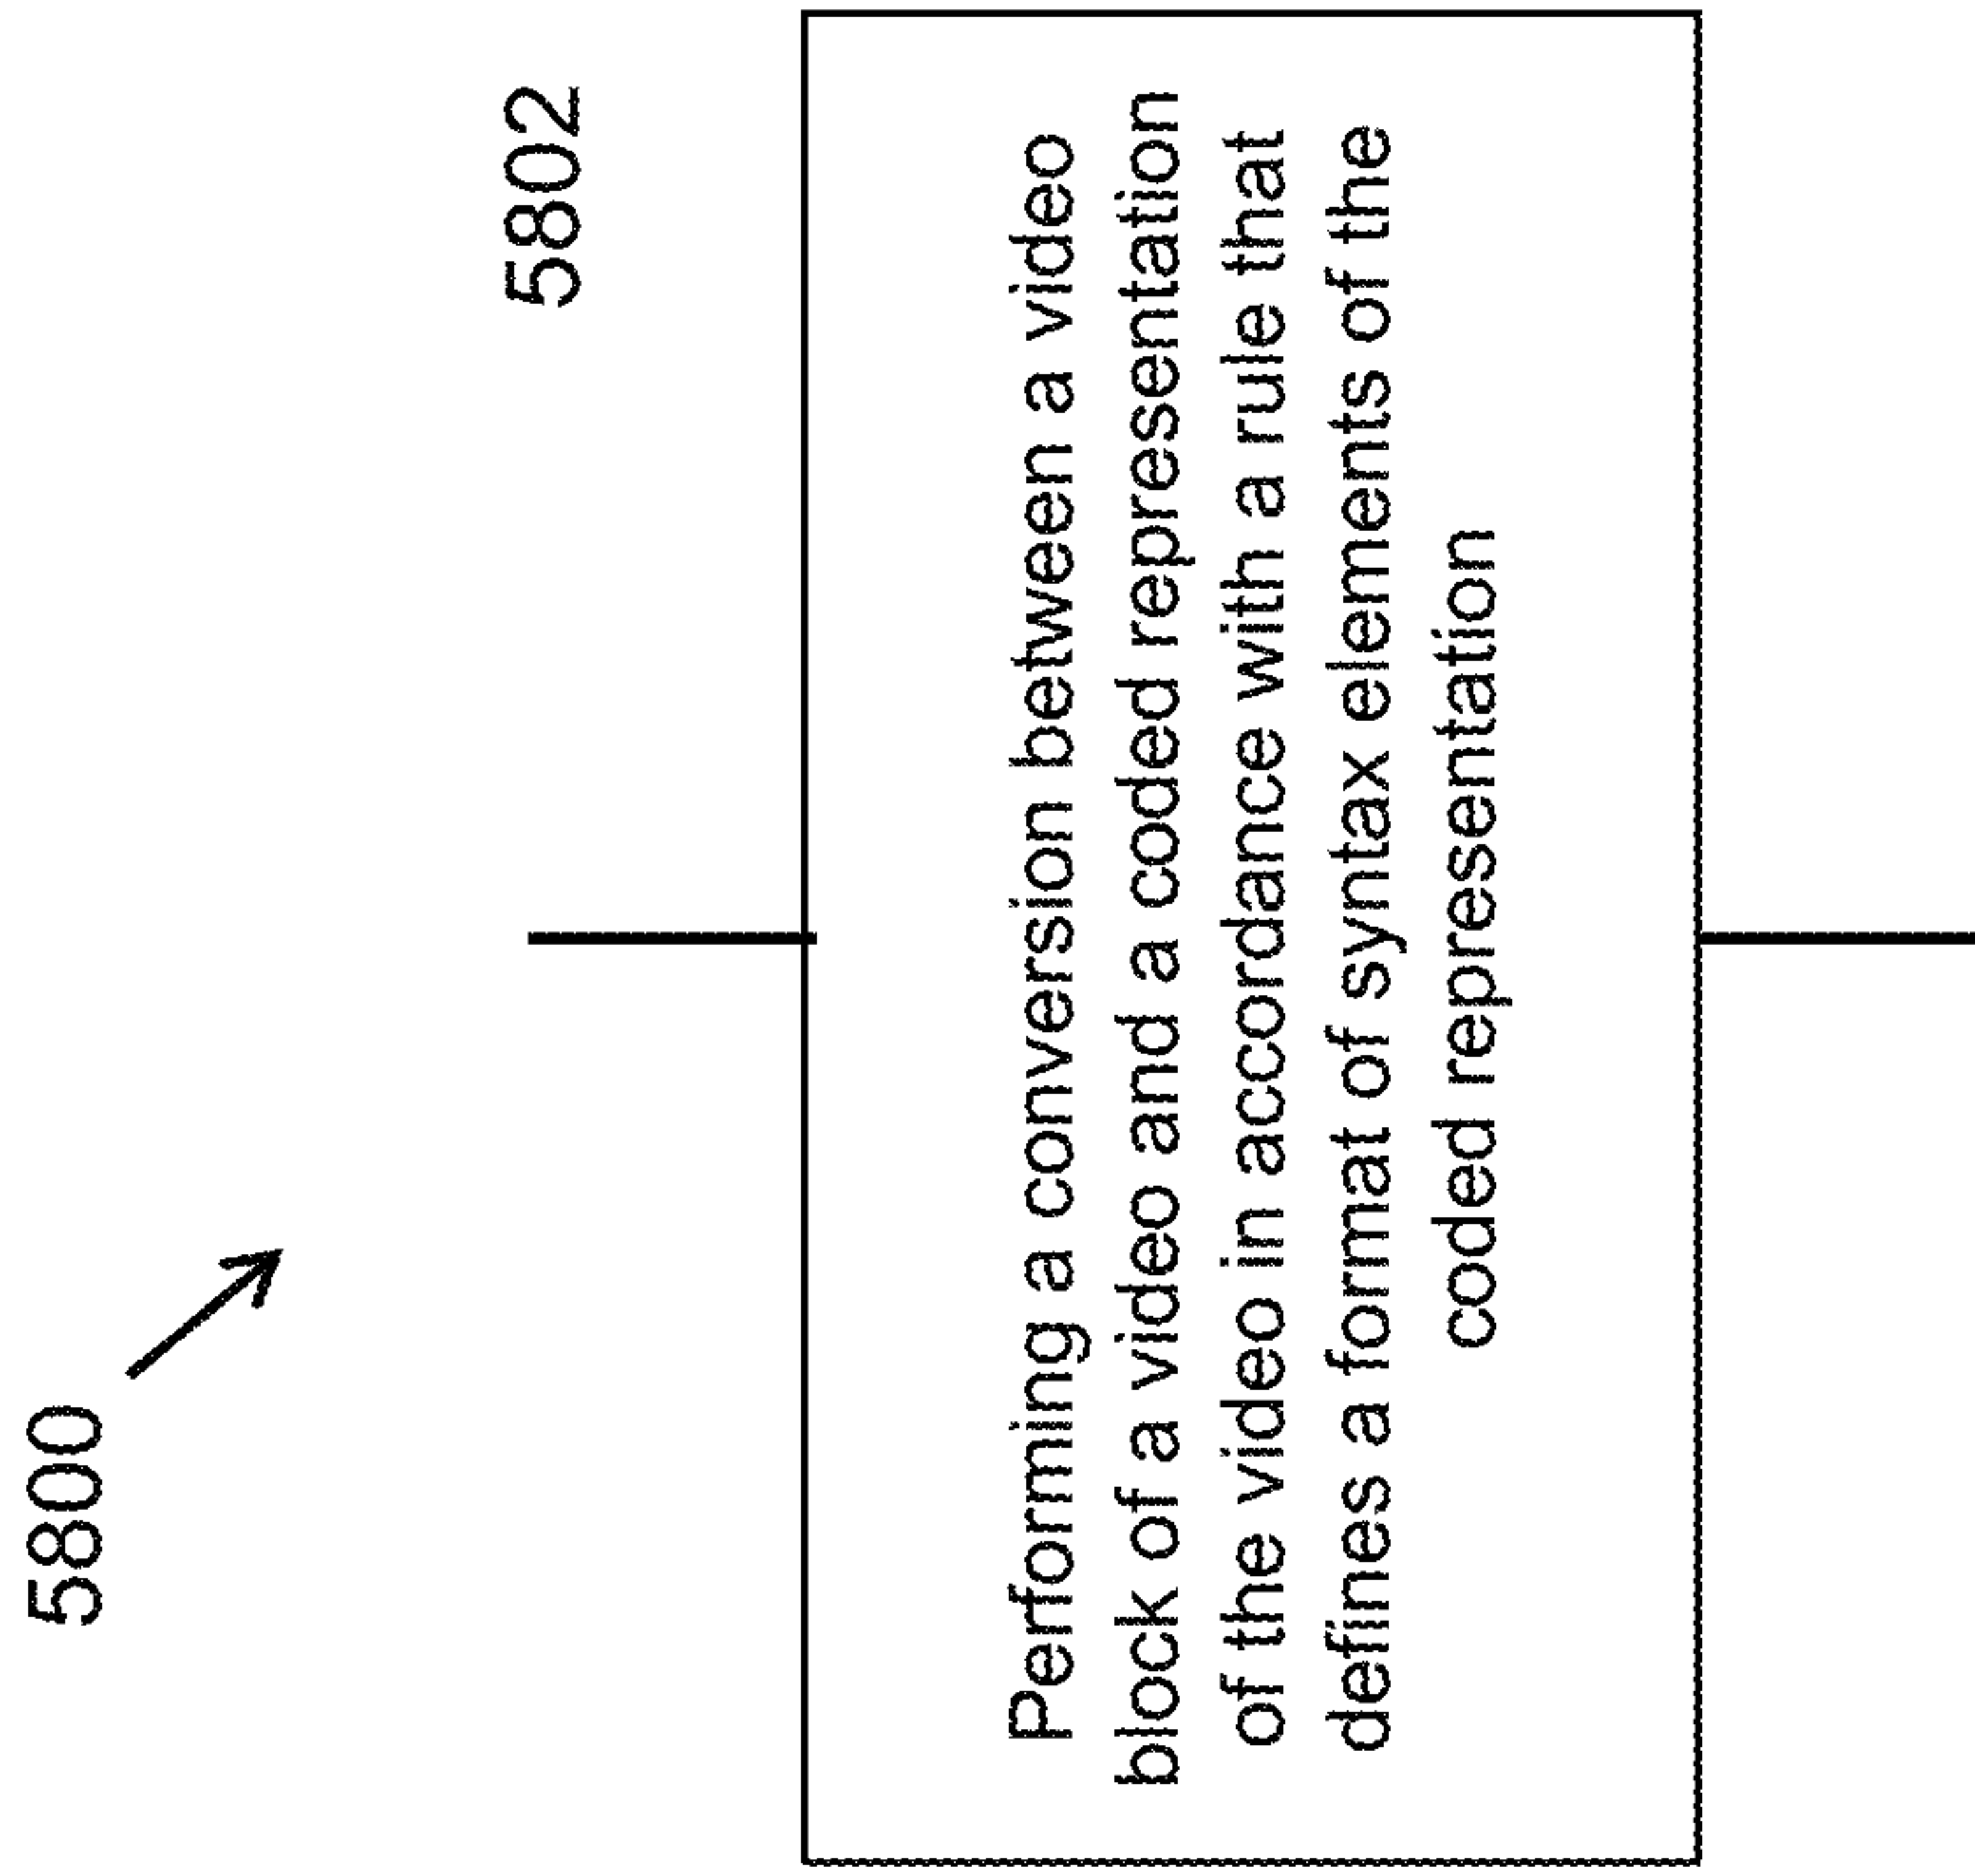 5800
5802
Performing a conversion between a video
block of a video and a coded representation
of the video in accordance with a rule that
defines a format of syntax elements of the
coded representation